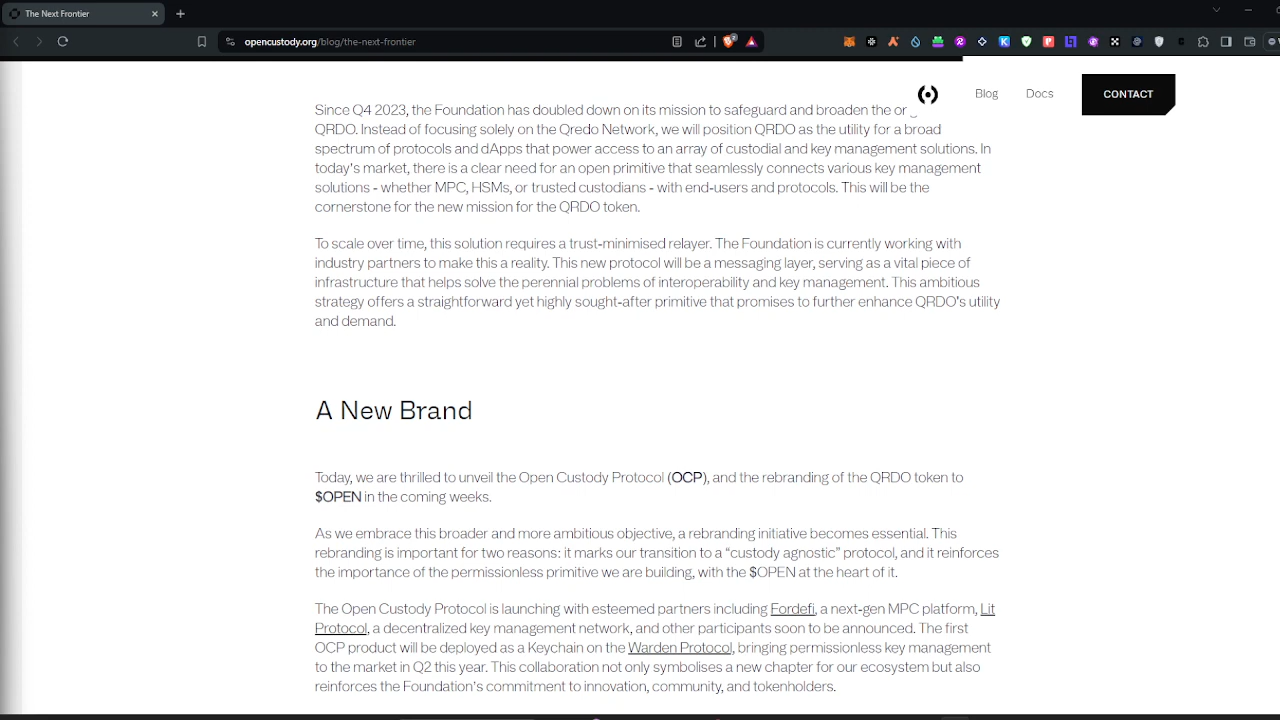 The Next Frontier
opencustody.org/blog/the-next-frontier
Blog
Docs
CONTACT
Since Q4 2023, the Foundation has doubled down on its mission to safeguard and broaden the
QRDO. Instead of focusing solely on the Qredo Network, we will position QRDO as the utility for a broad
spectrum of protocols and dApps that power access to an array of custodial and key management solutions. In
today's market, there is a clear need for an open primitive that seamlessly connects various key management
solutions - whether MPC, HSMs, or trusted custodians - with end-users and protocols. This will be the
cornerstone for the new mission for the QRDO token.
To scale over time, this solution requires a trust-minimised relayer. The Foundation is currently working with
industry partners to make this a reality. This new protocol will be a messaging layer, serving as a vital piece of
infrastructure that helps solve the perennial problems of interoperability and key management. This ambitious
strategy offers a straightforward yet highly sought-after primitive that promises to further enhance QRDO's utility
and demand.
A New Brand
Today, we are thrilled to unveil the Open Custody Protocol (OCP), and the rebranding of the QRDO token to
$OPEN in the coming weeks.
As we embrace this broader and more ambitious objective, a rebranding initiative becomes essential. This
rebranding is important for two reasons: it marks our transition to a “custody agnostic” protocol, and it reinforces
the importance of the permissionless primitive we are building, with the $OPEN at the heart of it.
The Open Custody Protocol is launching with esteemed partners including Fordefi, a next-gen MPC platform, Lit
Protocol, a decentralized key management network, and other participants soon to be announced. The first
OCP product will be deployed as a Keychain on the Warden Protocol, bringing permissionless key management
to the market in Q2 this year. This collaboration not only symbolises a new chapter for our ecosystem but also
reinforces the Foundation's commitment to innovation, community, and tokenholders.